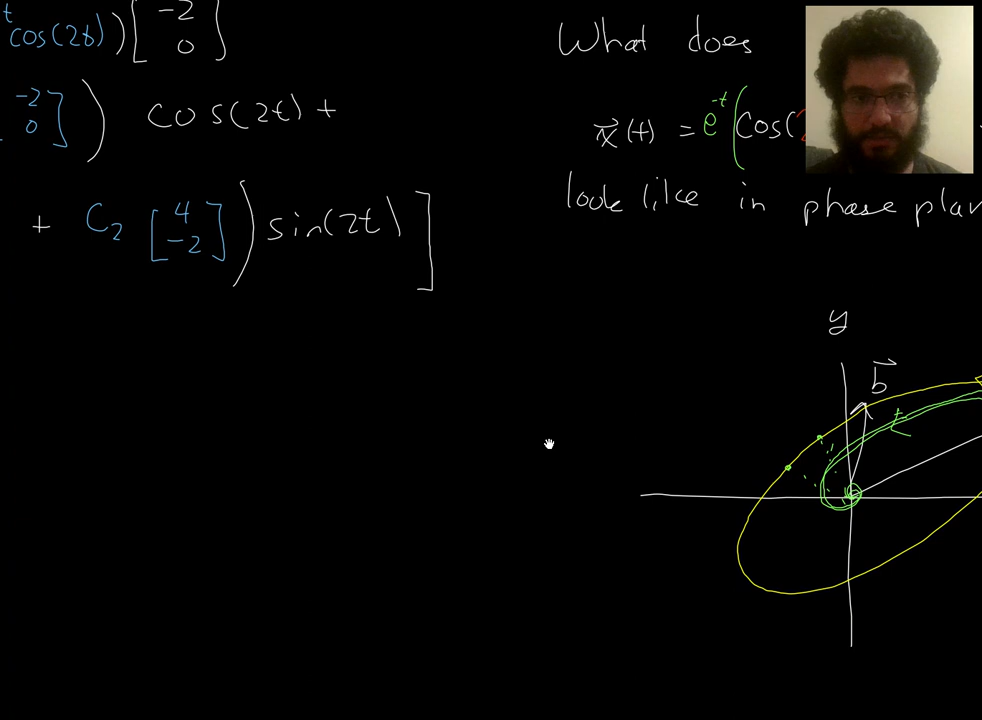 t cos(2t)) [-2 0]
-2 0 ] ) cos(2t) +
+ C₂ [4 -2] ) sin(2t) ]
What does
x⃗(t) = e^-t (cos(2
look like in phase plan
y
b⃗
t